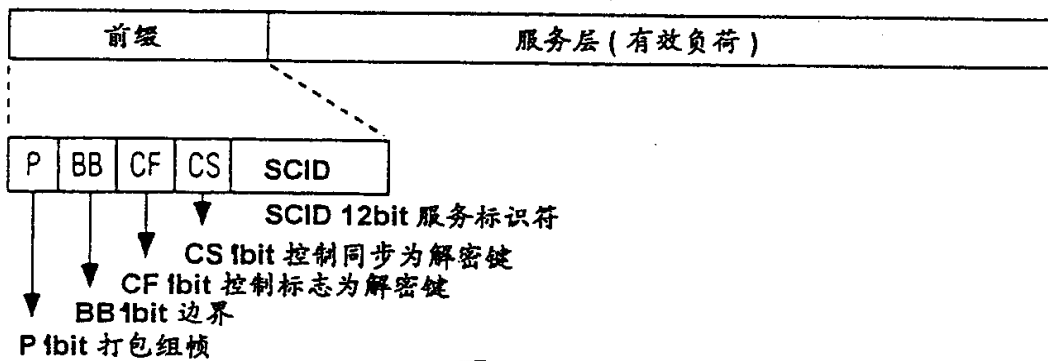 前缀 服务层 ( 有效负荷 )
P BB CF CS SCID
SCID 12bit 服务标识符
CS 1bit 控制同步为解密键
CF 1bit 控制标志为解密键
BB 1bit 边界
P 1bit 打包组帧